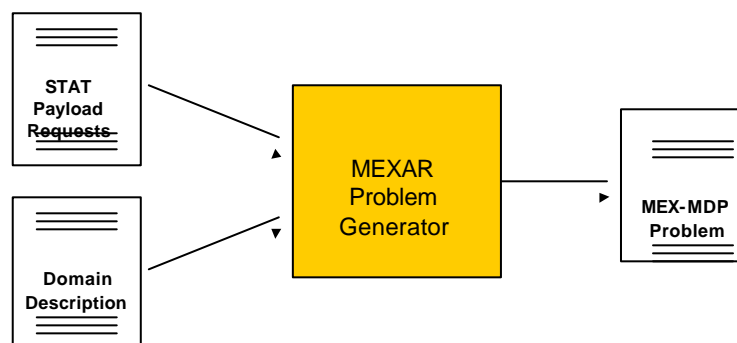 STAT
Payload
Requests
MEXAR
Problem
Generator
MEX-MDP
Problem
Domain
Description